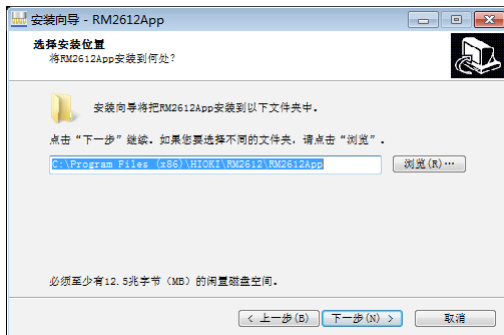 安装向导 - RM2612App
选择安装位置
将RM2612App安装到何处?
安装向导将把RM2612App安装到以下文件夹中。
点击“下一步”继续。如果您要选择不同的文件夹，请点击“浏览”.
C:\Program Files (x86)\HIOKI\RM2612\RM2612App
浏览(R)…
必须至少有12.5兆字节（MB）的闲置磁盘空间。
< 上一步(B)
下一步(N) >
取消